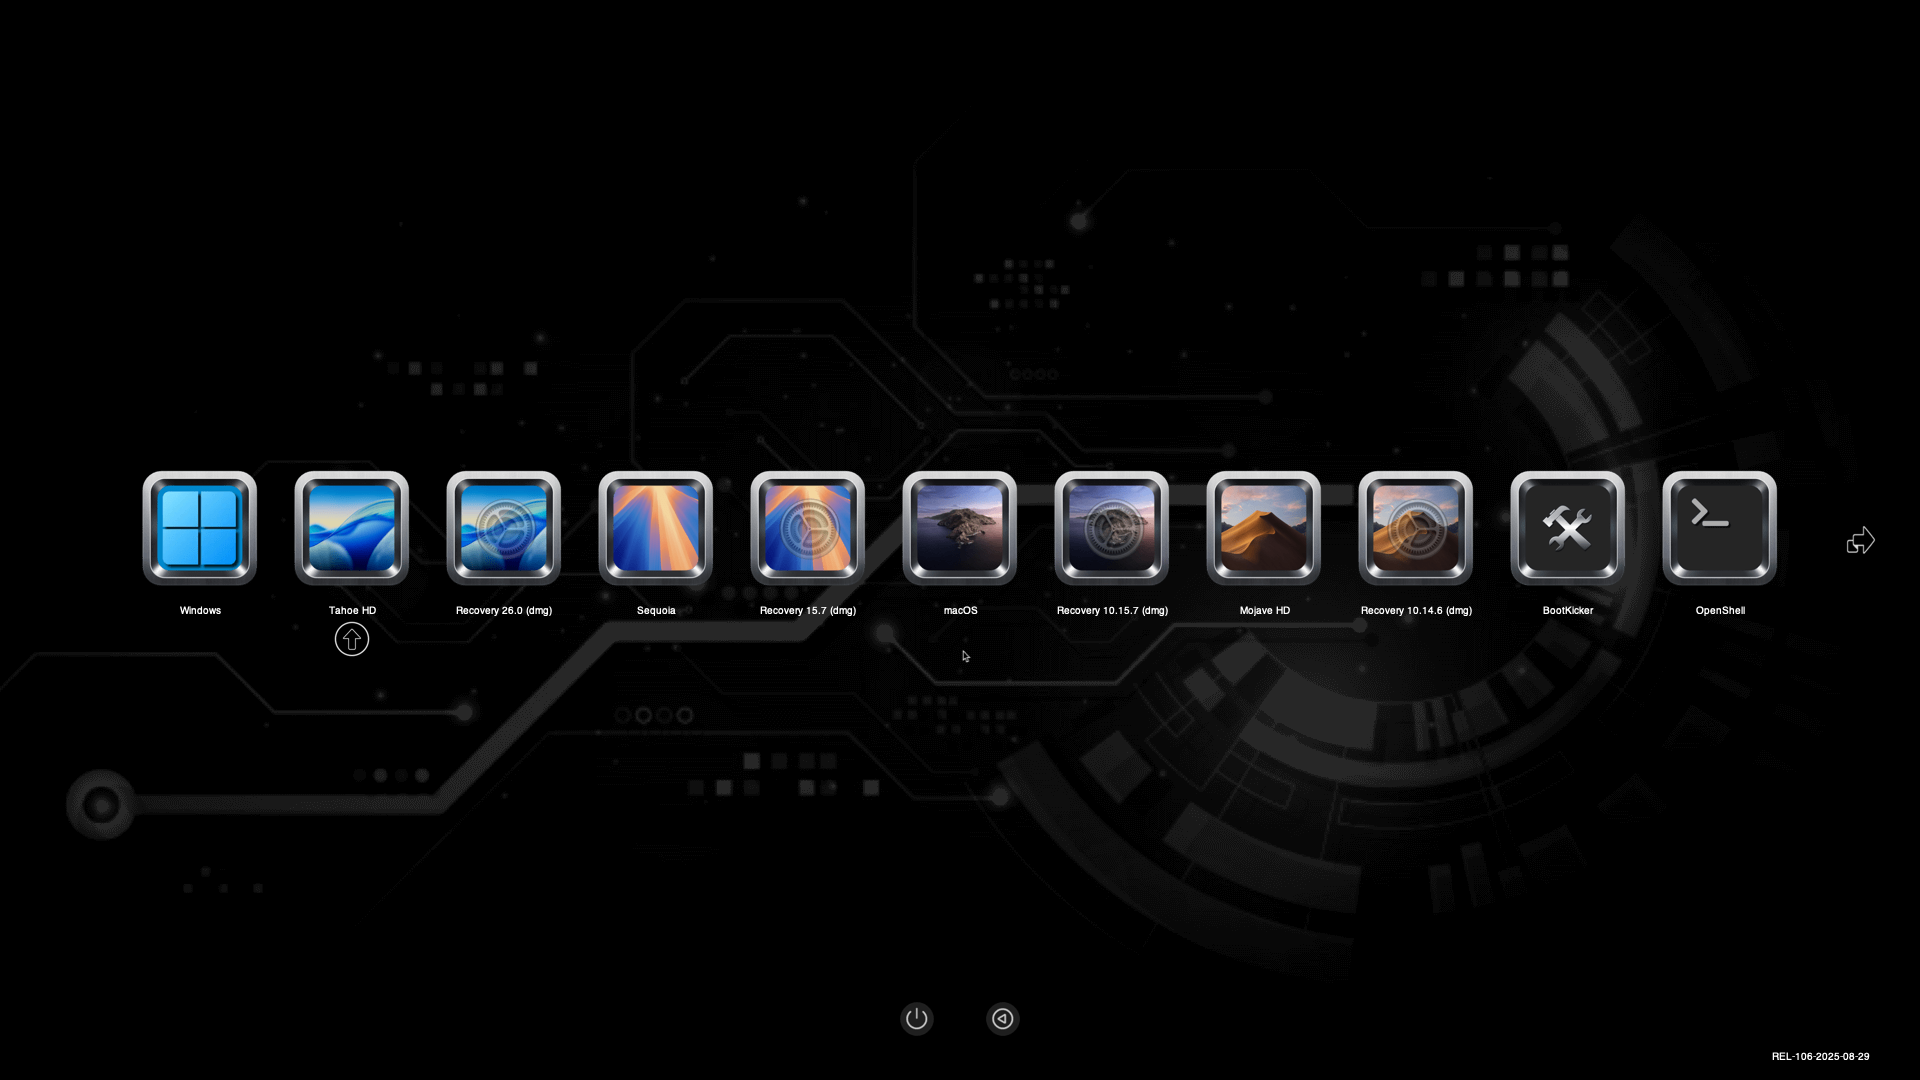 Windows
Tahoe HD
Recovery 26.0 (dmg)
Sequoia
Recovery 15.7 (dmg)
macOS
Recovery 10.15.7 (dmg)
Mojave HD
Recovery 10.14.6 (dmg)
BootKicker
OpenShell
REL-106-2025-08-29